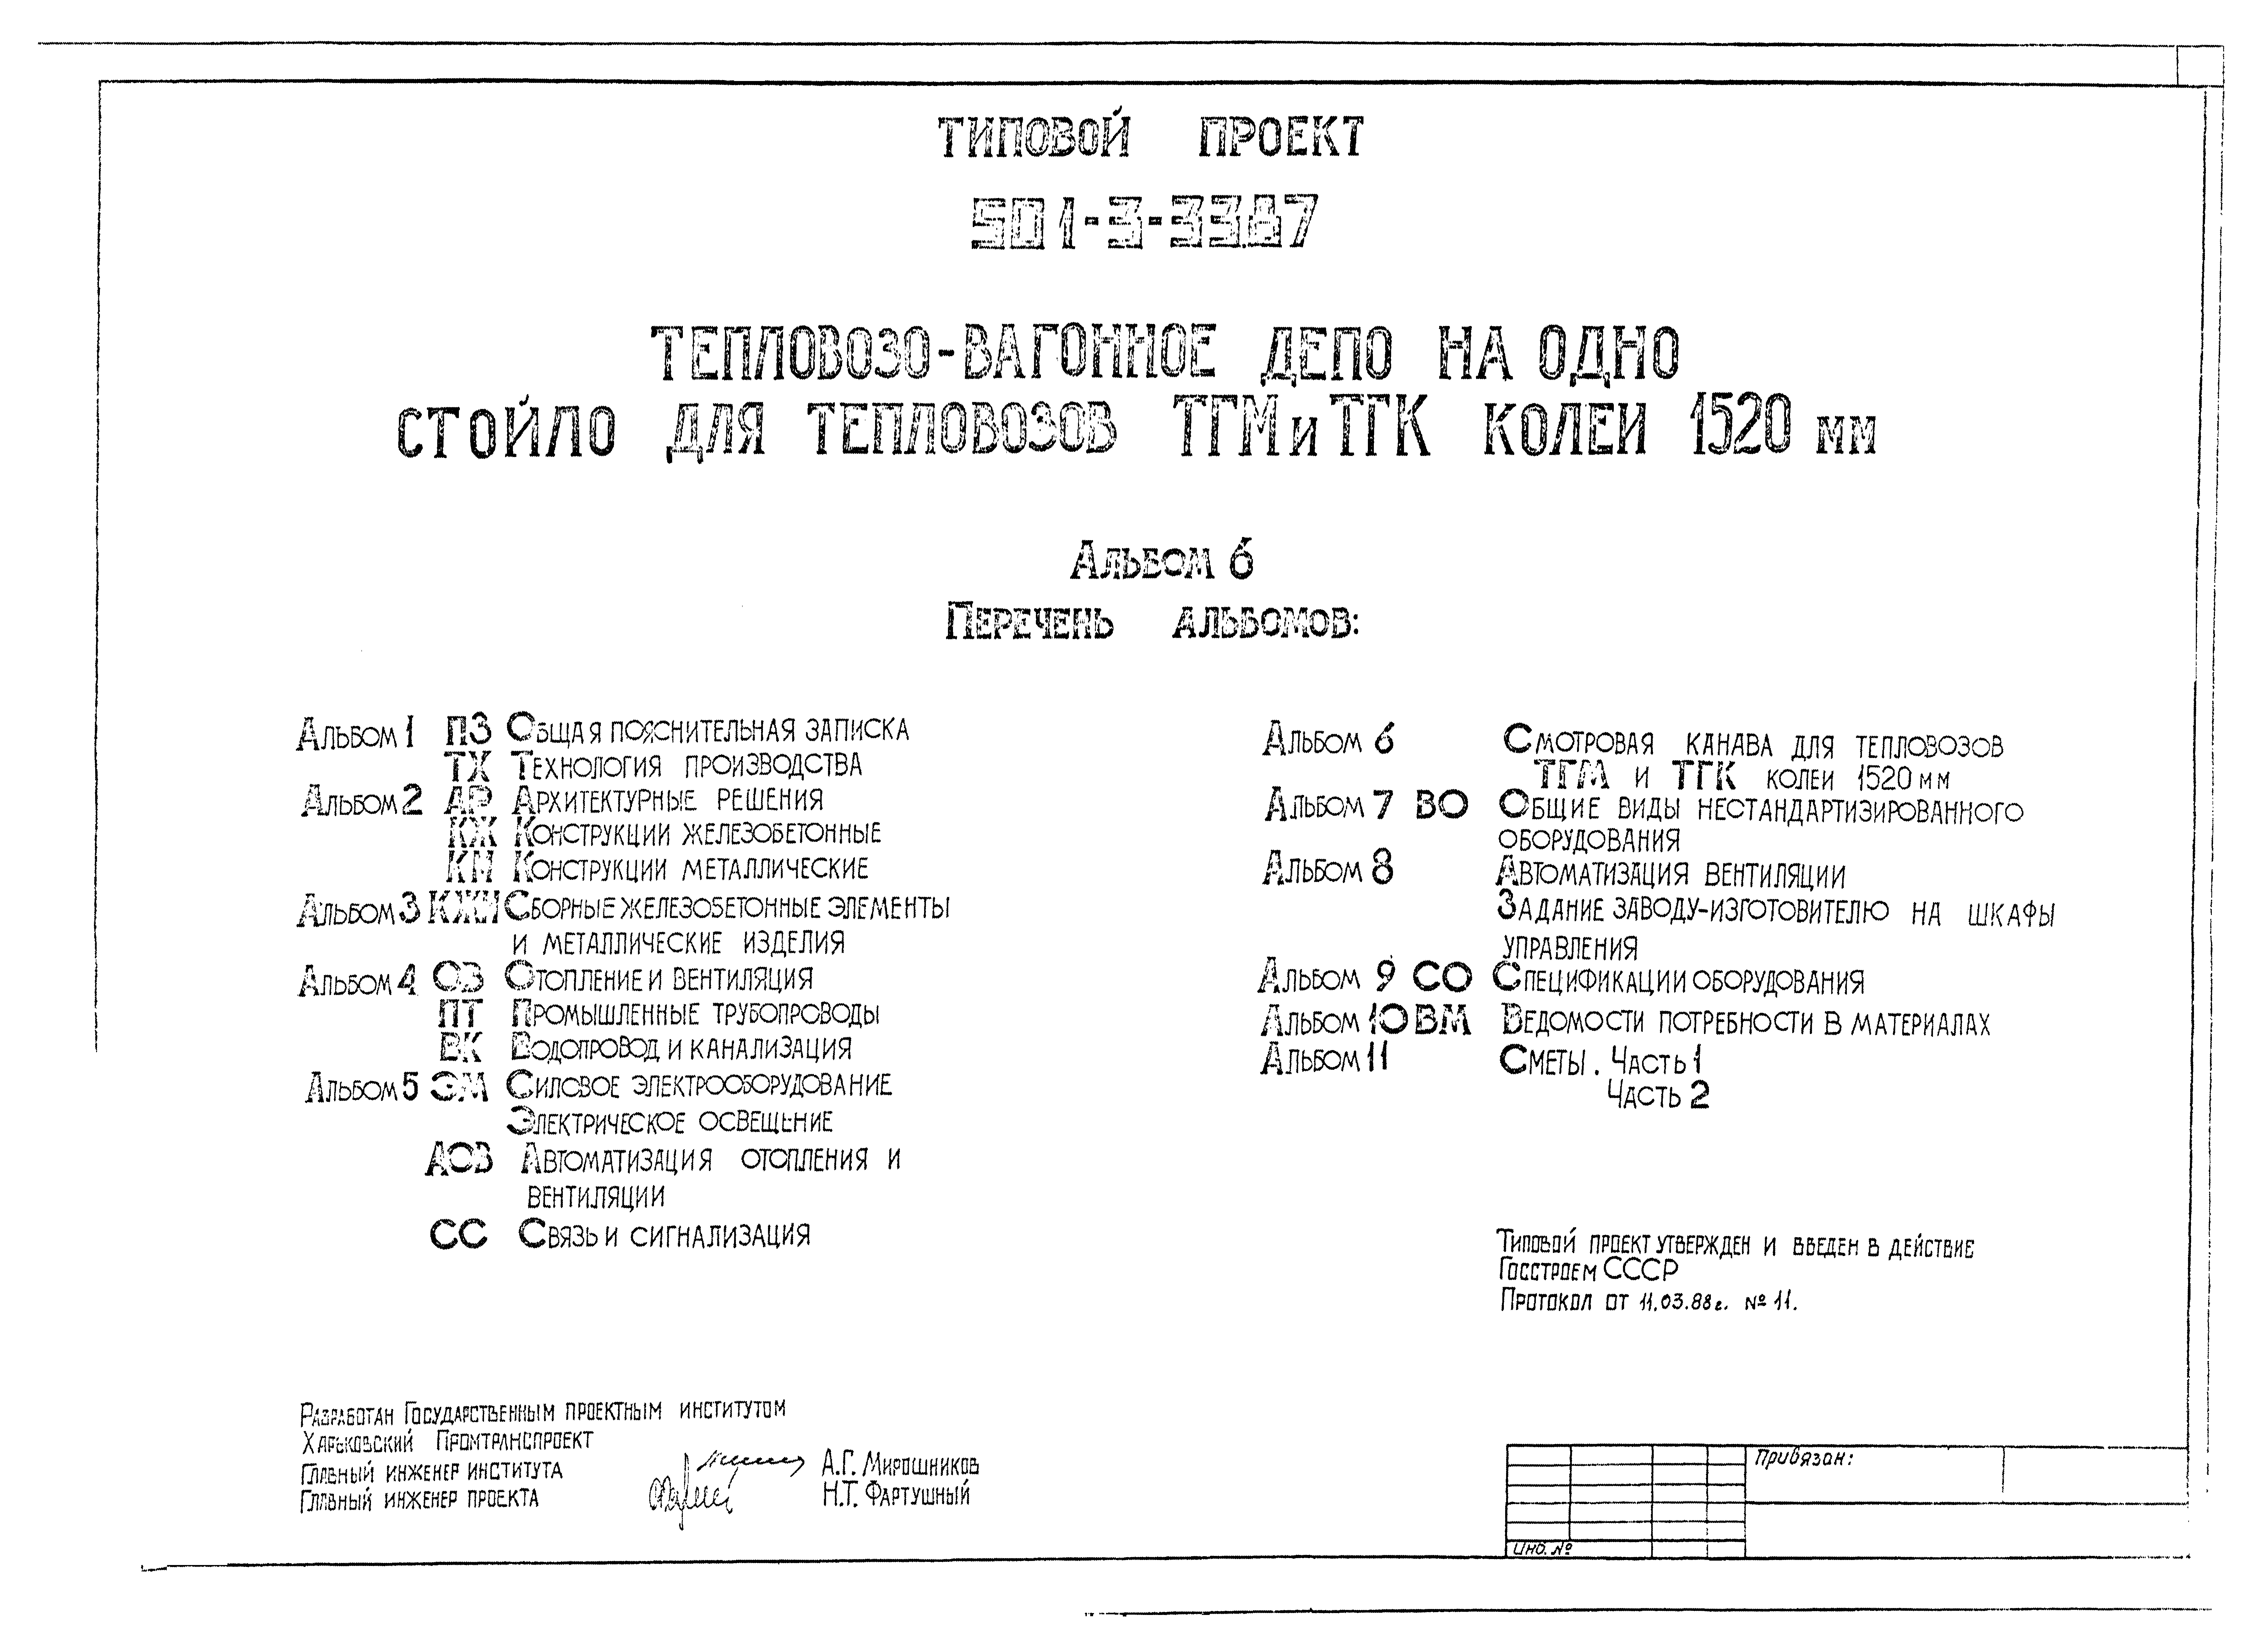 ТИПОВОЙ ПРОЕКТ
501-3-33.87
ТЕПЛОВОЗО-ВАГОННОЕ ДЕПО НА ОДНО
СТОЙЛО ДЛЯ ТЕПЛОВОЗОВ ТГМ и ТГК КОЛЕИ 1520 мм
АЛЬБОМ 6
ПЕРЕЧЕНЬ АЛЬБОМОВ:
АЛЬБОМ 1 ПЗ ОБЩАЯ ПОЯСНИТЕЛЬНАЯ ЗАПИСКА
ТХ ТЕХНОЛОГИЯ ПРОИЗВОДСТВА
АЛЬБОМ 2 АР АРХИТЕКТУРНЫЕ РЕШЕНИЯ
КЖ КОНСТРУКЦИИ ЖЕЛЕЗОБЕТОННЫЕ
КМ КОНСТРУКЦИИ МЕТАЛЛИЧЕСКИЕ
АЛЬБОМ 3 КЖИ СБОРНЫЕ ЖЕЛЕЗОБЕТОННЫЕ ЭЛЕМЕНТЫ
И МЕТАЛЛИЧЕСКИЕ ИЗДЕЛИЯ
АЛЬБОМ 4 ОВ ОТОПЛЕНИЕ И ВЕНТИЛЯЦИЯ
ПТ ПРОМЫШЛЕННЫЕ ТРУБОПРОВОДЫ
ВК ВОДОПРОВОД И КАНАЛИЗАЦИЯ
АЛЬБОМ 5 ЭМ СИЛОВОЕ ЭЛЕКТРООБОРУДОВАНИЕ
ЭЛЕКТРИЧЕСКОЕ ОСВЕЩЕНИЕ
АОВ АВТОМАТИЗАЦИЯ ОТОПЛЕНИЯ И
ВЕНТИЛЯЦИИ
СС СВЯЗЬ И СИГНАЛИЗАЦИЯ
АЛЬБОМ 6 СМОТРОВАЯ КАНАВА ДЛЯ ТЕПЛОВОЗОВ
ТГМ И ТГК КОЛЕИ 1520 мм
АЛЬБОМ 7 ВО ОБЩИЕ ВИДЫ НЕСТАНДАРТИЗИРОВАННОГО
ОБОРУДОВАНИЯ
АЛЬБОМ 8 АВТОМАТИЗАЦИЯ ВЕНТИЛЯЦИИ
ЗАДАНИЕ ЗАВОДУ-ИЗГОТОВИТЕЛЮ НА ШКАФЫ
УПРАВЛЕНИЯ
АЛЬБОМ 9 СО СПЕЦИФИКАЦИИ ОБОРУДОВАНИЯ
АЛЬБОМ 10 ВМ ВЕДОМОСТИ ПОТРЕБНОСТИ В МАТЕРИАЛАХ
АЛЬБОМ 11 СМЕТЫ. ЧАСТЬ 1
ЧАСТЬ 2
ТИПОВОЙ ПРОЕКТ УТВЕРЖДЕН И ВВЕДЕН В ДЕЙСТВИЕ
ГОССТРОЕМ СССР
ПРОТОКОЛ ОТ 11.03.88г. № 11.
РАЗРАБОТАН ГОСУДАРСТВЕННЫМ ПРОЕКТНЫМ ИНСТИТУТОМ
ХАРЬКОВСКИЙ ПРОМТРАНСПРОЕКТ
ГЛАВНЫЙ ИНЖЕНЕР ИНСТИТУТА А.Г. МИРОШНИКОВ
ГЛАВНЫЙ ИНЖЕНЕР ПРОЕКТА Н.Т. ФАРТУШНЫЙ
Привязан:
Инв. №